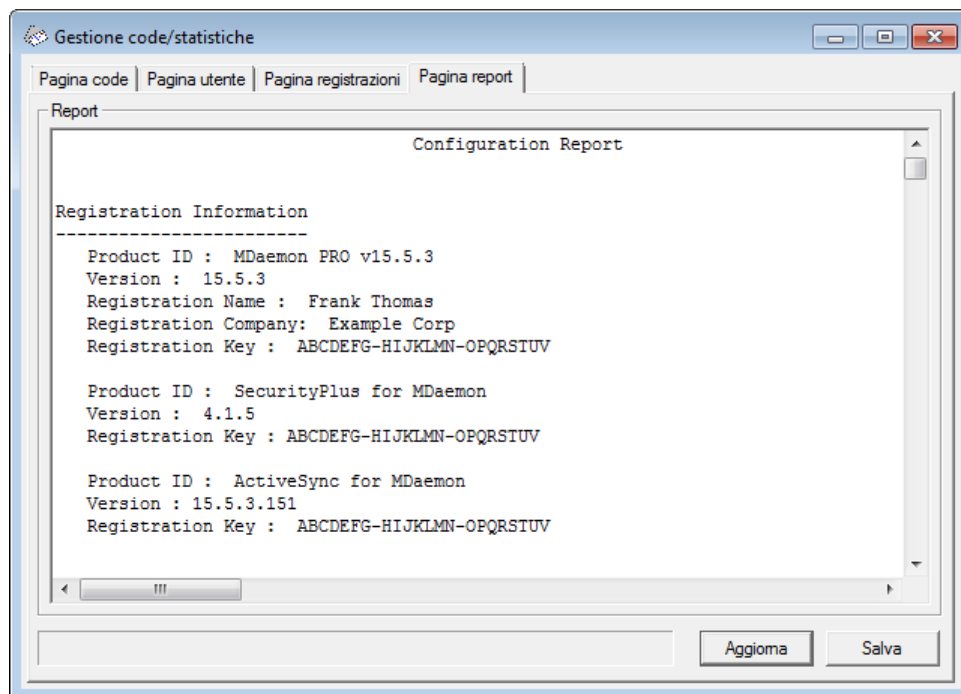 Gestione code/statistiche
Pagina code Pagina utente Pagina registrazioni Pagina report
Report
Configuration Report
Registration Information
------------------------
Product ID : MDaemon PRO v15.5.3
Version : 15.5.3
Registration Name : Frank Thomas
Registration Company: Example Corp
Registration Key : ABCDEFG-HIJKLMN-OPQRSTUV
Product ID : SecurityPlus for MDaemon
Version : 4.1.5
Registration Key : ABCDEFG-HIJKLMN-OPQRSTUV
Product ID : ActiveSync for MDaemon
Version : 15.5.3.151
Registration Key : ABCDEFG-HIJKLMN-OPQRSTUV
Aggiorna Salva